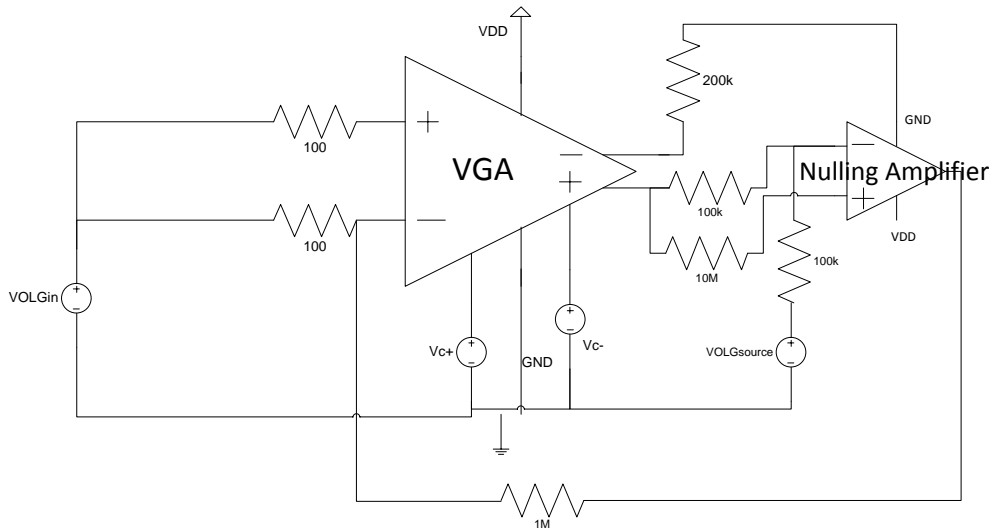 VDD
200k
GND
100
+
−
VGA
−
+
Nulling Amplifier
−
+
100k
VDD
100
10M
100k
VOLGin
+
−
Vc+
+
−
GND
Vc-
+
−
VOLGsource
+
−
1M